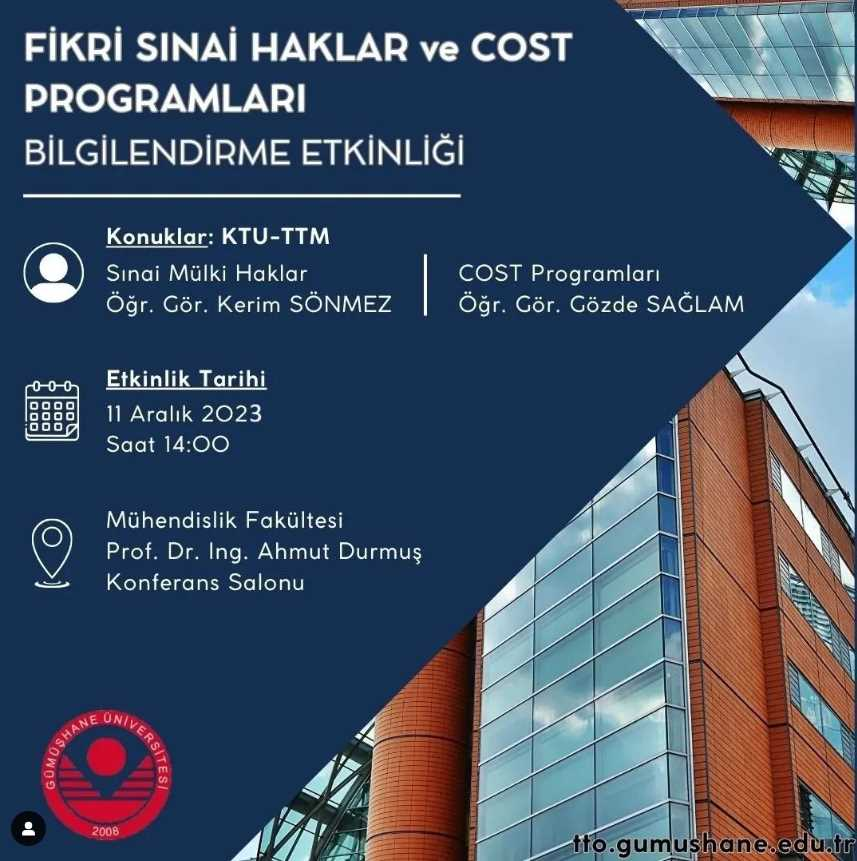 FİKRİ SINAİ HAKLAR ve COST
PROGRAMLARI
BİLGİLENDİRME ETKİNLİĞİ
Konuklar: KTU-TTM
Sınai Mülki Haklar
Öğr. Gör. Kerim SÖNMEZ
COST Programları
Öğr. Gör. Gözde SAĞLAM
Etkinlik Tarihi
11 Aralık 2023
Saat 14:00
Mühendislik Fakültesi
Prof. Dr. Ing. Ahmut Durmuş
Konferans Salonu
GÜMÜŞHANE ÜNİVERSİTESİ
2008
tto.gumushane.edu.tr